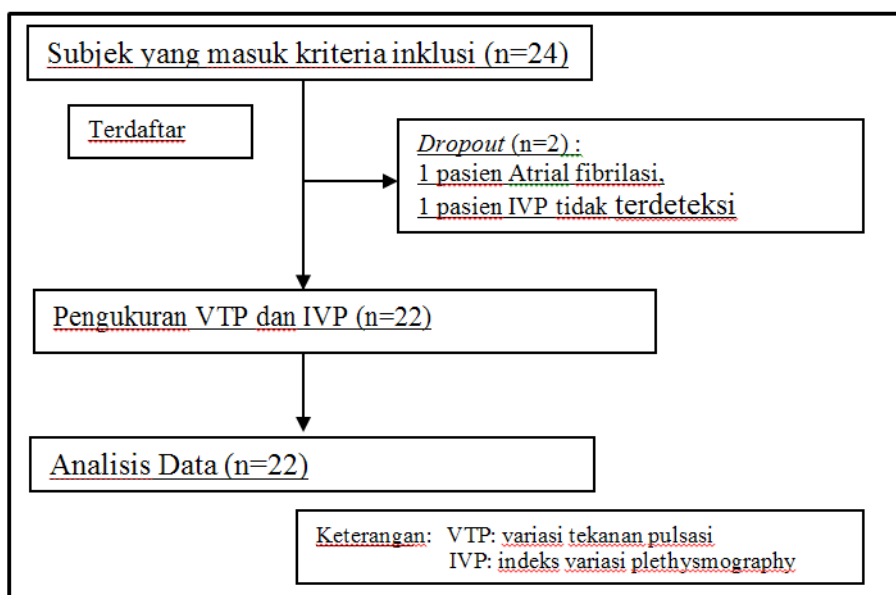 Subjek yang masuk kriteria inklusi (n=24)
Terdaftar
Dropout (n=2) :
1 pasien Atrial fibrilasi,
1 pasien IVP tidak terdeteksi
Pengukuran VTP dan IVP (n=22)
Analisis Data (n=22)
Keterangan: VTP: variasi tekanan pulsasi
IVP: indeks variasi plethysmography